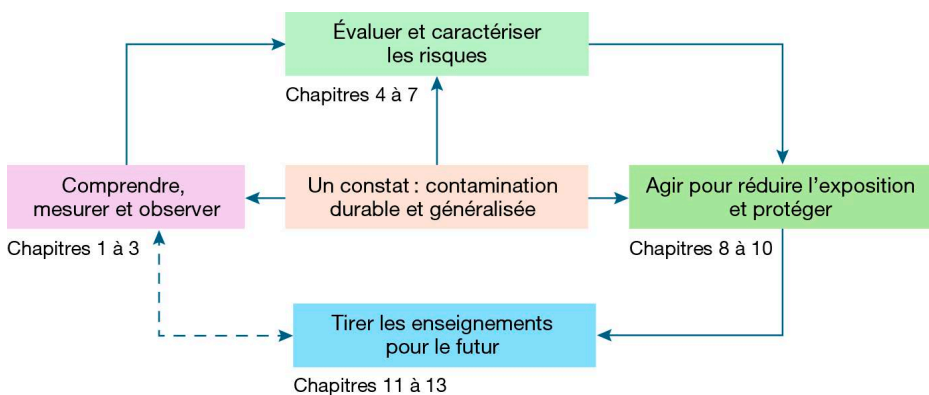 Évaluer et caractériser
les risques
Chapitres 4 à 7
Comprendre,
mesurer et observer
Chapitres 1 à 3
Un constat : contamination
durable et généralisée
Agir pour réduire l’exposition
et protéger
Chapitres 8 à 10
Tirer les enseignements
pour le futur
Chapitres 11 à 13